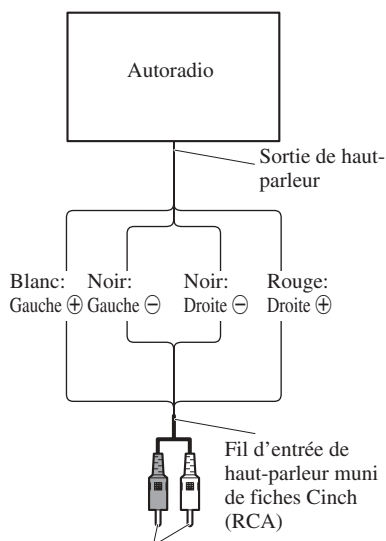 Autoradio
Sortie de haut-
parleur
Blanc: Noir: Noir: Rouge:
Gauche ⊕ Gauche ⊖ Droite ⊖ Droite ⊕
Fil d’entrée de
haut-parleur muni
de fiches Cinch
(RCA)